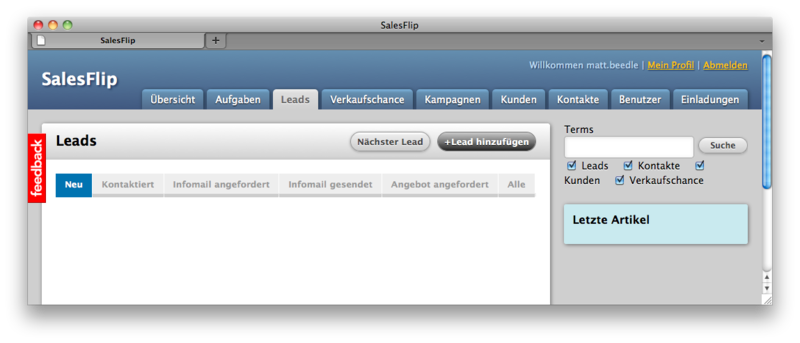 SalesFlip
SalesFlip
Willkommen matt.beedle | Mein Profil | Abmelden
SalesFlip
Übersicht Aufgaben Leads Verkaufschance Kampagnen Kunden Kontakte Benutzer Einladungen
feedback
Leads Nächster Lead +Lead hinzufügen
Neu Kontaktiert Infomail angefordert Infomail gesendet Angebot angefordert Alle
Terms
Suche
Leads Kontakte
Kunden Verkaufschance
Letzte Artikel